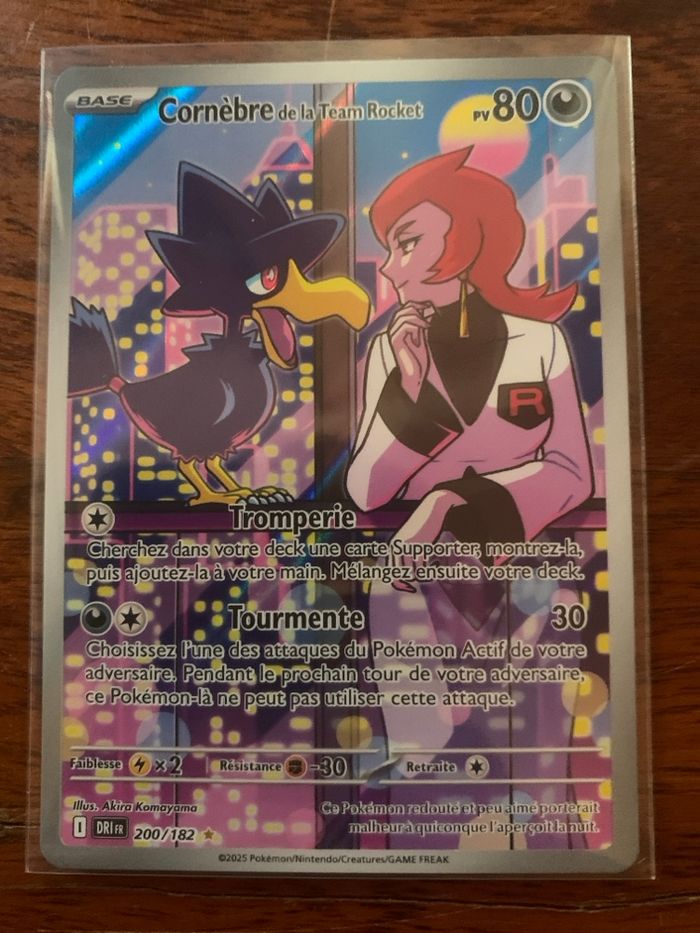 BASE
Cornèbre de la Team Rocket
PV 80
R
Tromperie
Cherchez dans votre deck une carte Supporter, montrez-la,
puis ajoutez-la à votre main. Mélangez ensuite votre deck.
Tourmente 30
Choisissez l'une des attaques du Pokémon Actif de votre
adversaire. Pendant le prochain tour de votre adversaire,
ce Pokémon-là ne peut pas utiliser cette attaque.
Faiblesse ×2 Résistance -30 Retraite
Illus. Akira Komayama
Ce Pokémon redouté et peu aimé porterait
malheur à quiconque l'aperçoit la nuit.
I DRI FR 200/182
©2025 Pokémon/Nintendo/Creatures/GAME FREAK